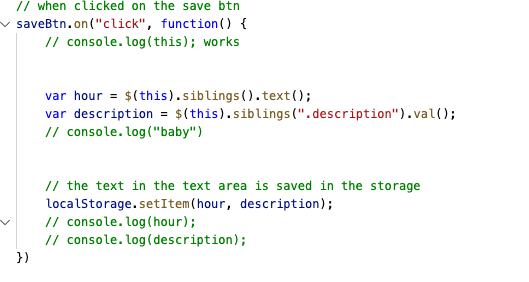 // when clicked on the save btn
saveBtn.on("click", function() {
// console.log(this); works
var hour = $(this).siblings().text();
var description = $(this).siblings(".description").val();
// console.log("baby")
// the text in the text area is saved in the storage
localStorage.setItem(hour, description);
// console.log(hour);
// console.log(description);
})